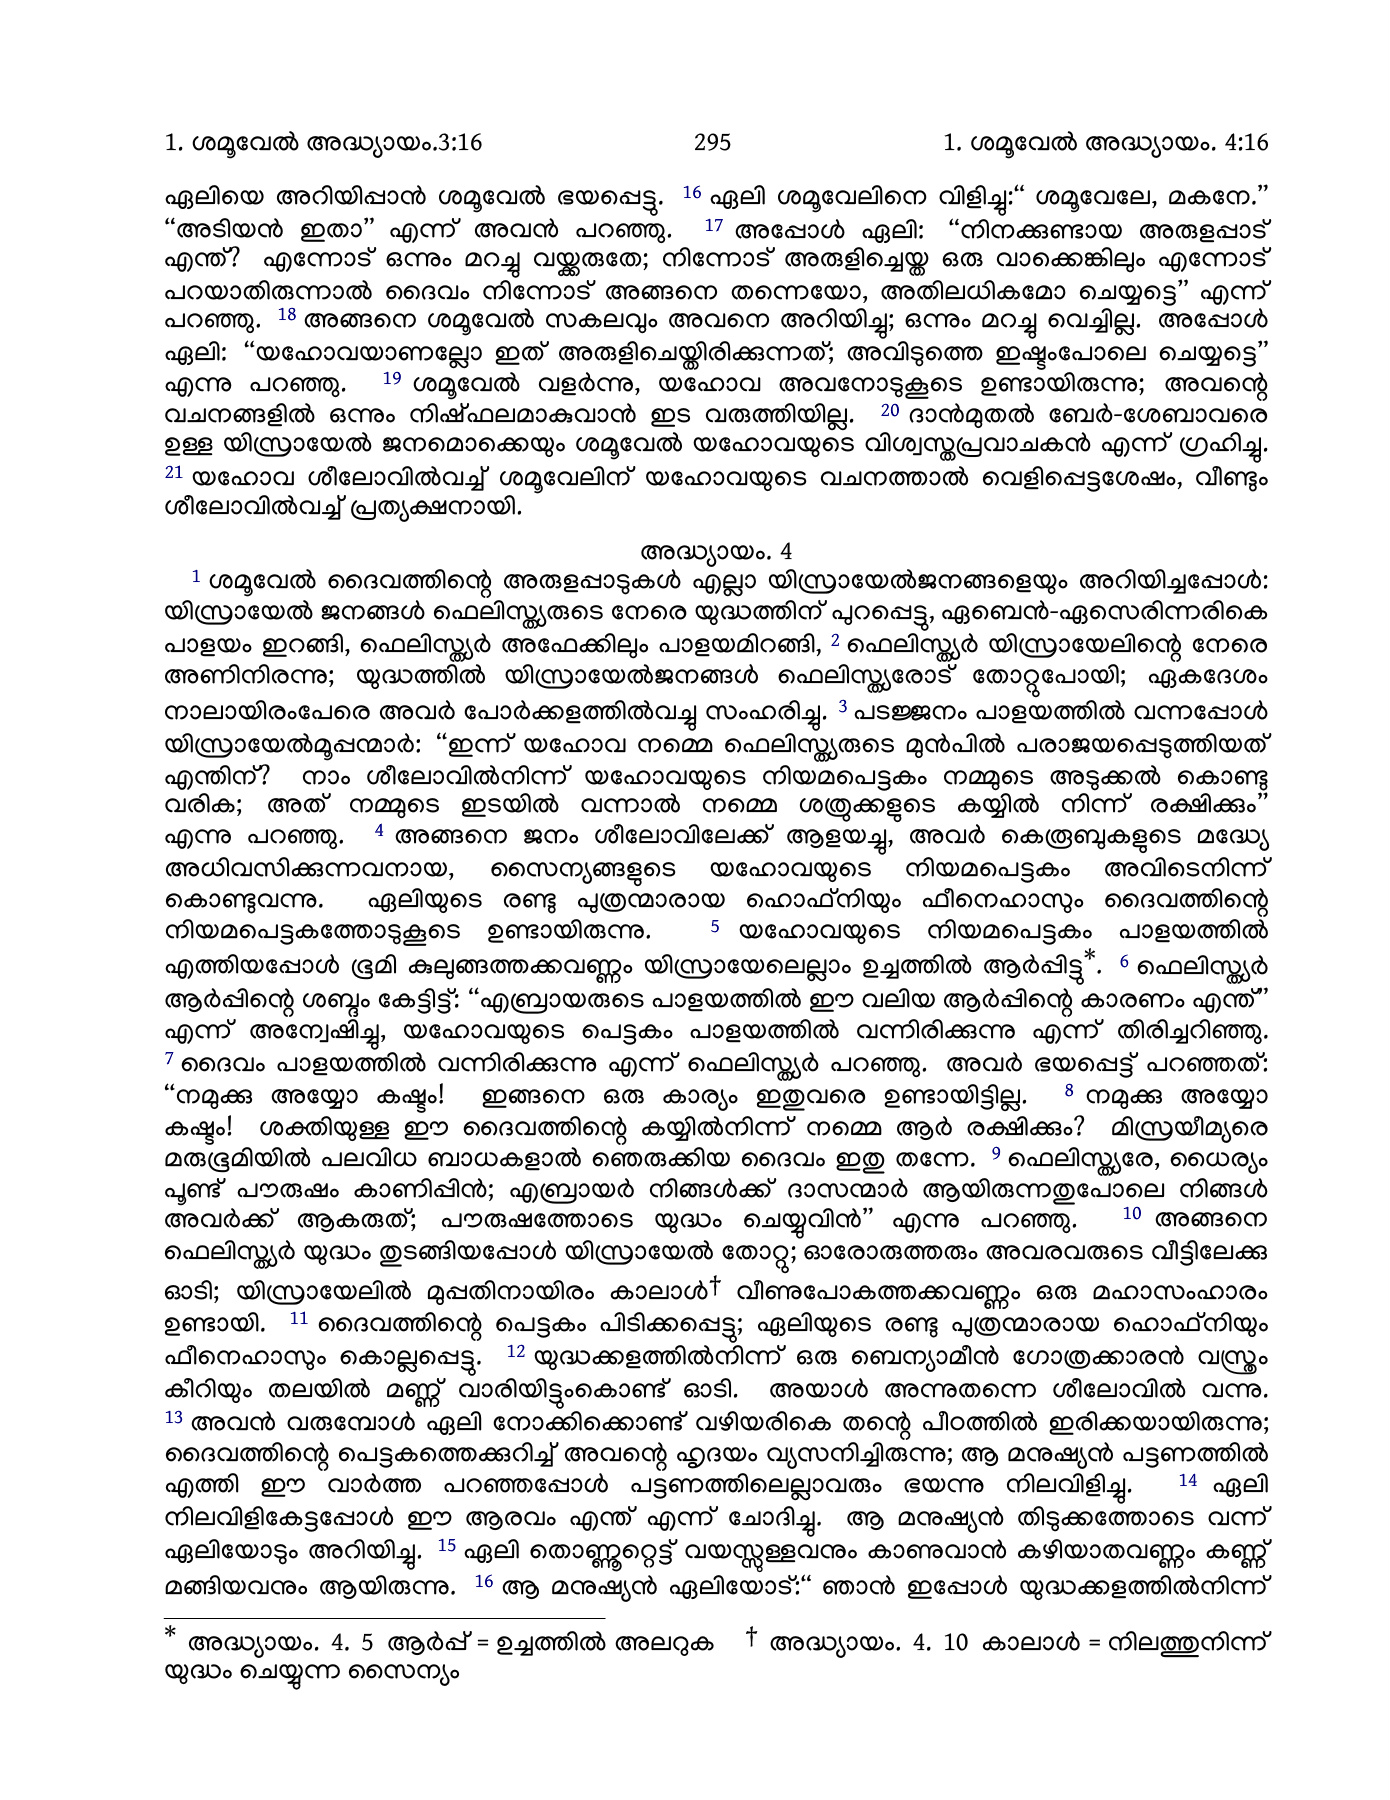 1. ശമൂവേൽ അദ്ധ്യായം.3:16 295 1. ശമൂവേൽ അദ്ധ്യായം. 4:16
ഏലിയെ അറിയിപ്പാൻ ശമൂവേൽ ഭയപ്പെട്ടു. 16 ഏലി ശമൂവേലിനെ വിളിച്ചു:“ ശമൂവേലേ, മകനേ.”
“അടിയൻ ഇതാ” എന്ന് അവൻ പറഞ്ഞു. 17 അപ്പോൾ ഏലി: “നിനക്കുണ്ടായ അരുളപ്പാട്
എന്ത്? എന്നോട് ഒന്നും മറച്ചു വയ്ക്കരുതേ; നിന്നോട് അരുളിച്ചെയ്ത ഒരു വാക്കെങ്കിലും എന്നോട്
പറയാതിരുന്നാൽ ദൈവം നിന്നോട് അങ്ങനെ തന്നെയോ, അതിലധികമോ ചെയ്യട്ടെ” എന്ന്
പറഞ്ഞു. 18 അങ്ങനെ ശമൂവേൽ സകലവും അവനെ അറിയിച്ചു; ഒന്നും മറച്ചു വെച്ചില്ല. അപ്പോൾ
ഏലി: “യഹോവയാണല്ലോ ഇത് അരുളിചെയ്തിരിക്കുന്നത്; അവിടുത്തെ ഇഷ്ടംപോലെ ചെയ്യട്ടെ”
എന്നു പറഞ്ഞു. 19 ശമൂവേൽ വളർന്നു, യഹോവ അവനോടുകൂടെ ഉണ്ടായിരുന്നു; അവന്റെ
വചനങ്ങളിൽ ഒന്നും നിഷ്ഫലമാകുവാൻ ഇട വരുത്തിയില്ല. 20 ദാൻമുതൽ ബേർ-ശേബാവരെ
ഉള്ള യിസ്രായേൽ ജനമൊക്കെയും ശമൂവേൽ യഹോവയുടെ വിശ്വസ്തപ്രവാചകൻ എന്ന് ഗ്രഹിച്ചു.
21 യഹോവ ശീലോവിൽവച്ച് ശമൂവേലിന് യഹോവയുടെ വചനത്താൽ വെളിപ്പെട്ടശേഷം, വീണ്ടും
ശീലോവിൽവച്ച് പ്രത്യക്ഷനായി.
അദ്ധ്യായം. 4
1 ശമൂവേൽ ദൈവത്തിന്റെ അരുളപ്പാടുകൾ എല്ലാ യിസ്രായേൽജനങ്ങളെയും അറിയിച്ചപ്പോൾ:
യിസ്രായേൽ ജനങ്ങൾ ഫെലിസ്ത്യരുടെ നേരെ യുദ്ധത്തിന് പുറപ്പെട്ടു, ഏബെൻ-ഏസെരിന്നരികെ
പാളയം ഇറങ്ങി, ഫെലിസ്ത്യർ അഫേക്കിലും പാളയമിറങ്ങി, 2 ഫെലിസ്ത്യർ യിസ്രായേലിന്റെ നേരെ
അണിനിരന്നു; യുദ്ധത്തിൽ യിസ്രായേൽജനങ്ങൾ ഫെലിസ്ത്യരോട് തോറ്റുപോയി; ഏകദേശം
നാലായിരംപേരെ അവർ പോർക്കളത്തിൽവച്ചു സംഹരിച്ചു. 3 പടജ്ജനം പാളയത്തിൽ വന്നപ്പോൾ
യിസ്രായേൽമൂപ്പന്മാർ: “ഇന്ന് യഹോവ നമ്മെ ഫെലിസ്ത്യരുടെ മുൻപിൽ പരാജയപ്പെടുത്തിയത്
എന്തിന്? നാം ശീലോവിൽനിന്ന് യഹോവയുടെ നിയമപെട്ടകം നമ്മുടെ അടുക്കൽ കൊണ്ടു
വരിക; അത് നമ്മുടെ ഇടയിൽ വന്നാൽ നമ്മെ ശത്രുക്കളുടെ കയ്യിൽ നിന്ന് രക്ഷിക്കും”
എന്നു പറഞ്ഞു. 4 അങ്ങനെ ജനം ശീലോവിലേക്ക് ആളയച്ചു, അവർ കെരൂബുകളുടെ മദ്ധ്യേ
അധിവസിക്കുന്നവനായ, സൈന്യങ്ങളുടെ യഹോവയുടെ നിയമപെട്ടകം അവിടെനിന്ന്
കൊണ്ടുവന്നു. ഏലിയുടെ രണ്ടു പുത്രന്മാരായ ഹൊഫ്നിയും ഫീനെഹാസും ദൈവത്തിന്റെ
നിയമപെട്ടകത്തോടുകൂടെ ഉണ്ടായിരുന്നു. 5 യഹോവയുടെ നിയമപെട്ടകം പാളയത്തിൽ
എത്തിയപ്പോൾ ഭൂമി കുലുങ്ങത്തക്കവണ്ണം യിസ്രായേലെല്ലാം ഉച്ചത്തിൽ ആർപ്പിട്ടു*. 6 ഫെലിസ്ത്യർ
ആർപ്പിന്റെ ശബ്ദം കേട്ടിട്ട്: “എബ്രായരുടെ പാളയത്തിൽ ഈ വലിയ ആർപ്പിന്റെ കാരണം എന്ത്”
എന്ന് അന്വേഷിച്ചു, യഹോവയുടെ പെട്ടകം പാളയത്തിൽ വന്നിരിക്കുന്നു എന്ന് തിരിച്ചറിഞ്ഞു.
7 ദൈവം പാളയത്തിൽ വന്നിരിക്കുന്നു എന്ന് ഫെലിസ്ത്യർ പറഞ്ഞു. അവർ ഭയപ്പെട്ട് പറഞ്ഞത്:
“നമുക്കു അയ്യോ കഷ്ടം! ഇങ്ങനെ ഒരു കാര്യം ഇതുവരെ ഉണ്ടായിട്ടില്ല. 8 നമുക്കു അയ്യോ
കഷ്ടം! ശക്തിയുള്ള ഈ ദൈവത്തിന്റെ കയ്യിൽനിന്ന് നമ്മെ ആർ രക്ഷിക്കും? മിസ്രയീമ്യരെ
മരുഭൂമിയിൽ പലവിധ ബാധകളാൽ ഞെരുക്കിയ ദൈവം ഇതു തന്നേ. 9 ഫെലിസ്ത്യരേ, ധൈര്യം
പൂണ്ട് പൗരുഷം കാണിപ്പിൻ; എബ്രായർ നിങ്ങൾക്ക് ദാസന്മാർ ആയിരുന്നതുപോലെ നിങ്ങൾ
അവർക്ക് ആകരുത്; പൗരുഷത്തോടെ യുദ്ധം ചെയ്യുവിൻ” എന്നു പറഞ്ഞു. 10 അങ്ങനെ
ഫെലിസ്ത്യർ യുദ്ധം തുടങ്ങിയപ്പോൾ യിസ്രായേൽ തോറ്റു; ഓരോരുത്തരും അവരവരുടെ വീട്ടിലേക്കു
ഓടി; യിസ്രായേലിൽ മുപ്പതിനായിരം കാലാൾ† വീണുപോകത്തക്കവണ്ണം ഒരു മഹാസംഹാരം
ഉണ്ടായി. 11 ദൈവത്തിന്റെ പെട്ടകം പിടിക്കപ്പെട്ടു; ഏലിയുടെ രണ്ടു പുത്രന്മാരായ ഹൊഫ്നിയും
ഫീനെഹാസും കൊല്ലപ്പെട്ടു. 12 യുദ്ധക്കളത്തിൽനിന്ന് ഒരു ബെന്യാമീൻ ഗോത്രക്കാരൻ വസ്ത്രം
കീറിയും തലയിൽ മണ്ണ് വാരിയിട്ടുംകൊണ്ട് ഓടി. അയാൾ അന്നുതന്നെ ശീലോവിൽ വന്നു.
13 അവൻ വരുമ്പോൾ ഏലി നോക്കിക്കൊണ്ട് വഴിയരികെ തന്റെ പീഠത്തിൽ ഇരിക്കയായിരുന്നു;
ദൈവത്തിന്റെ പെട്ടകത്തെക്കുറിച്ച് അവന്റെ ഹൃദയം വ്യസനിച്ചിരുന്നു; ആ മനുഷ്യൻ പട്ടണത്തിൽ
എത്തി ഈ വാർത്ത പറഞ്ഞപ്പോൾ പട്ടണത്തിലെല്ലാവരും ഭയന്നു നിലവിളിച്ചു. 14 ഏലി
നിലവിളികേട്ടപ്പോൾ ഈ ആരവം എന്ത് എന്ന് ചോദിച്ചു. ആ മനുഷ്യൻ തിടുക്കത്തോടെ വന്ന്
ഏലിയോടും അറിയിച്ചു. 15 ഏലി തൊണ്ണൂറ്റെട്ട് വയസ്സുള്ളവനും കാണുവാൻ കഴിയാതവണ്ണം കണ്ണ്
മങ്ങിയവനും ആയിരുന്നു. 16 ആ മനുഷ്യൻ ഏലിയോട്:“ ഞാൻ ഇപ്പോൾ യുദ്ധക്കളത്തിൽനിന്ന്
* അദ്ധ്യായം. 4. 5 ആർപ്പ് = ഉച്ചത്തിൽ അലറുക † അദ്ധ്യായം. 4. 10 കാലാൾ = നിലത്തുനിന്ന്
യുദ്ധം ചെയ്യുന്ന സൈന്യം